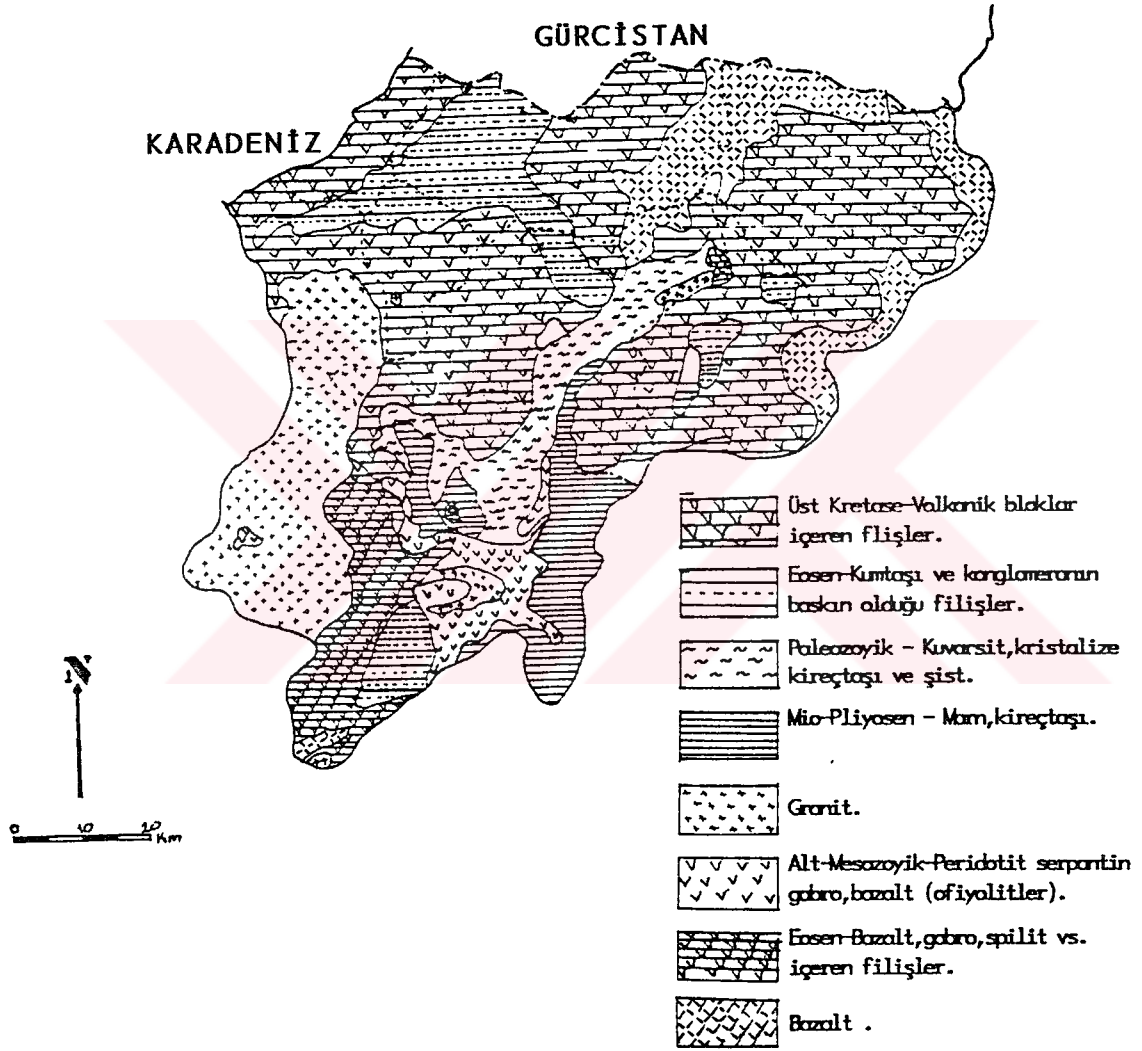 GÜRCİSTAN
KARADENİZ
Üst Kretase-Volkanik bloklar
içeren flişler.
Eosen-Kumtaşı ve konglomeranın
baskın olduğu filişler.
Paleozoyik - Kuvarsit,kristalize
kireçtaşı ve şist.
Mio-Pliyosen - Marn,kireçtaşı.
Granit.
Alt-Mesozoyik-Peridotit serpantin
gabro,bazalt (ofiyolitler).
Eosen-Bazalt,gabro,spilit vs.
içeren filişler.
Bazalt .
N
0 10 20
Km